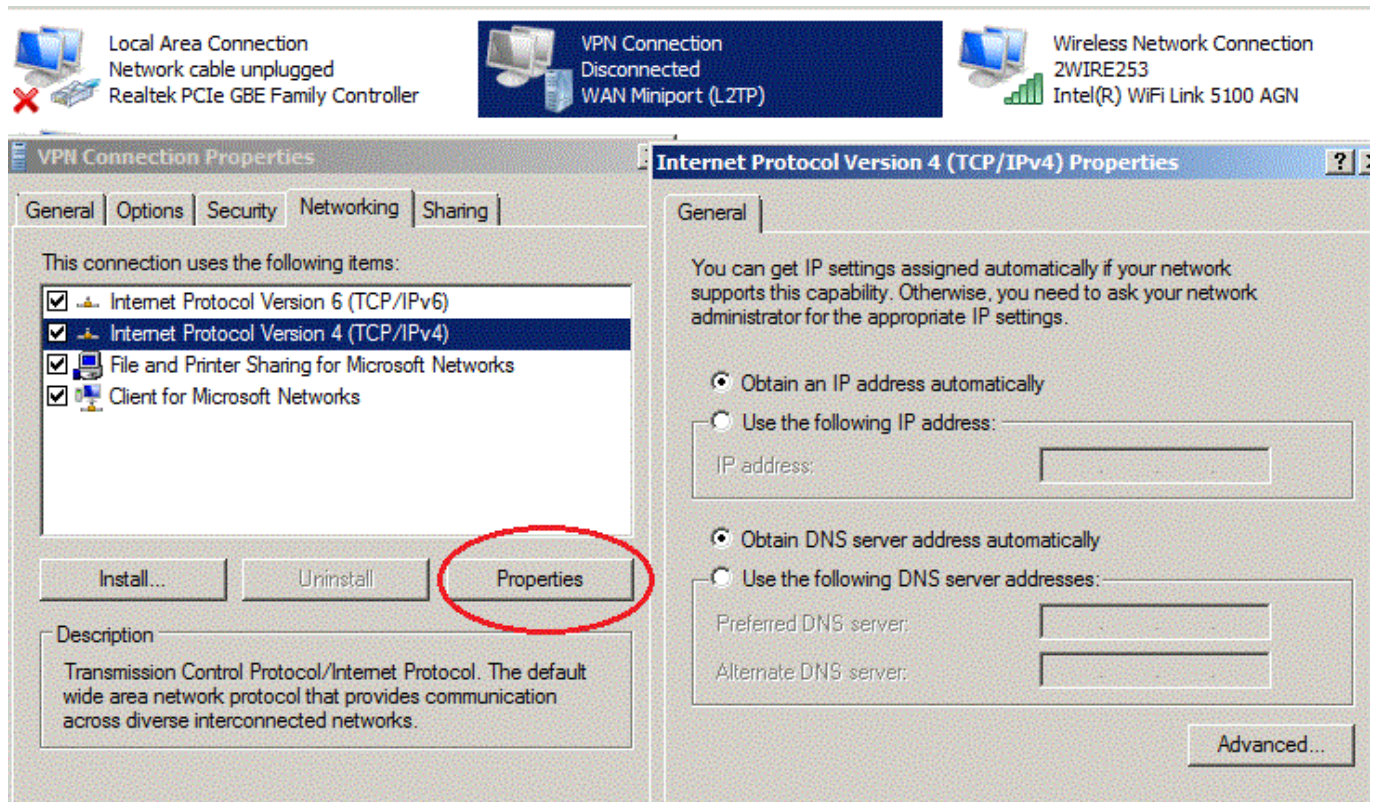 Local Area Connection
Network cable unplugged
Realtek PCIe GBE Family Controller
VPN Connection
Disconnected
WAN Miniport (L2TP)
Wireless Network Connection
2WIRE253
Intel(R) WiFi Link 5100 AGN
VPN Connection Properties
General Options Security Networking Sharing
This connection uses the following items:
Internet Protocol Version 6 (TCP/IPv6)
Internet Protocol Version 4 (TCP/IPv4)
File and Printer Sharing for Microsoft Networks
Client for Microsoft Networks
Install... Uninstall Properties
Description
Transmission Control Protocol/Internet Protocol. The default
wide area network protocol that provides communication
across diverse interconnected networks.
Internet Protocol Version 4 (TCP/IPv4) Properties
General
You can get IP settings assigned automatically if your network
supports this capability. Otherwise, you need to ask your network
administrator for the appropriate IP settings.
Obtain an IP address automatically
Use the following IP address:
IP address:
Obtain DNS server address automatically
Use the following DNS server addresses:
Preferred DNS server:
Alternate DNS server:
Advanced...